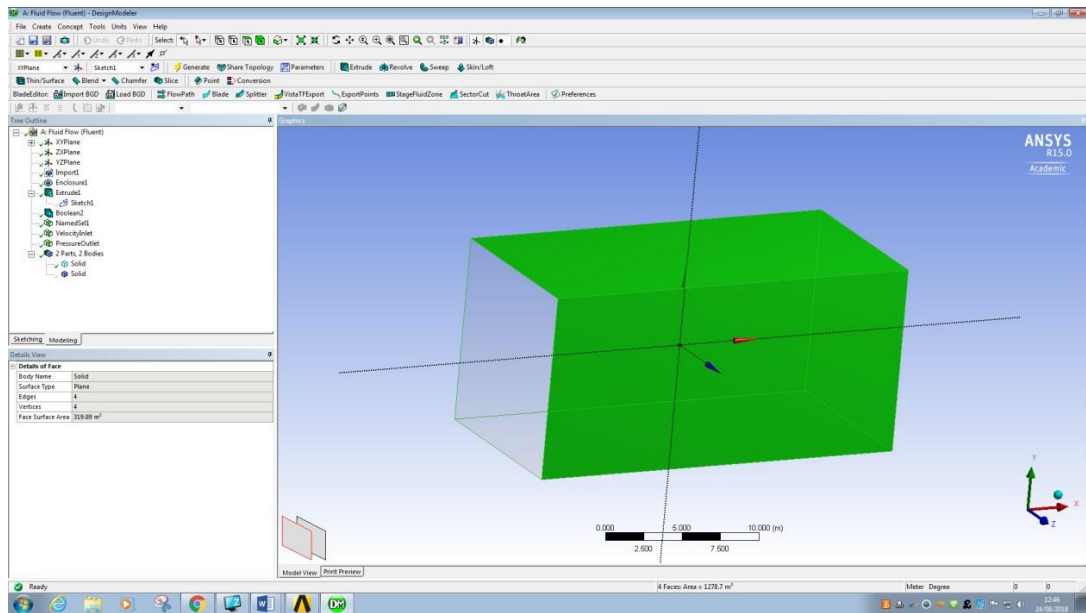 A: Fluid Flow (Fluent) - DesignModeler
File Create Concept Tools Units View Help
Undo Redo Select:
XYPlane Sketch1 Generate Share Topology Parameters Extrude Revolve Sweep Skin/Loft
Thin/Surface Blend Chamfer Slice Point Conversion
BladeEditor: Import BGD Load BGD FlowPath Blade Splitter VistaTFExport ExportPoints StageFluidZone SectorCut ThroatArea Preferences
Tree Outline
A: Fluid Flow (Fluent)
XYPlane
ZXPlane
YZPlane
Import1
Enclosure1
Extrude1
Sketch1
Boolean2
NamedSel1
VelocityInlet
PressureOutlet
2 Parts, 2 Bodies
Solid
Solid
Sketching Modeling
Details View
Details of Face
Body Name Solid
Surface Type Plane
Edges 4
Vertices 4
Face Surface Area 319.89 m²
Graphics
ANSYS
R15.0
Academic
0.000 5.000 10.000 (m)
2.500 7.500
Y
X
Z
Model View Print Preview
Ready 4 Faces: Area = 1278.7 m² Meter Degree 0 0
W DM
12:46
24/08/2018